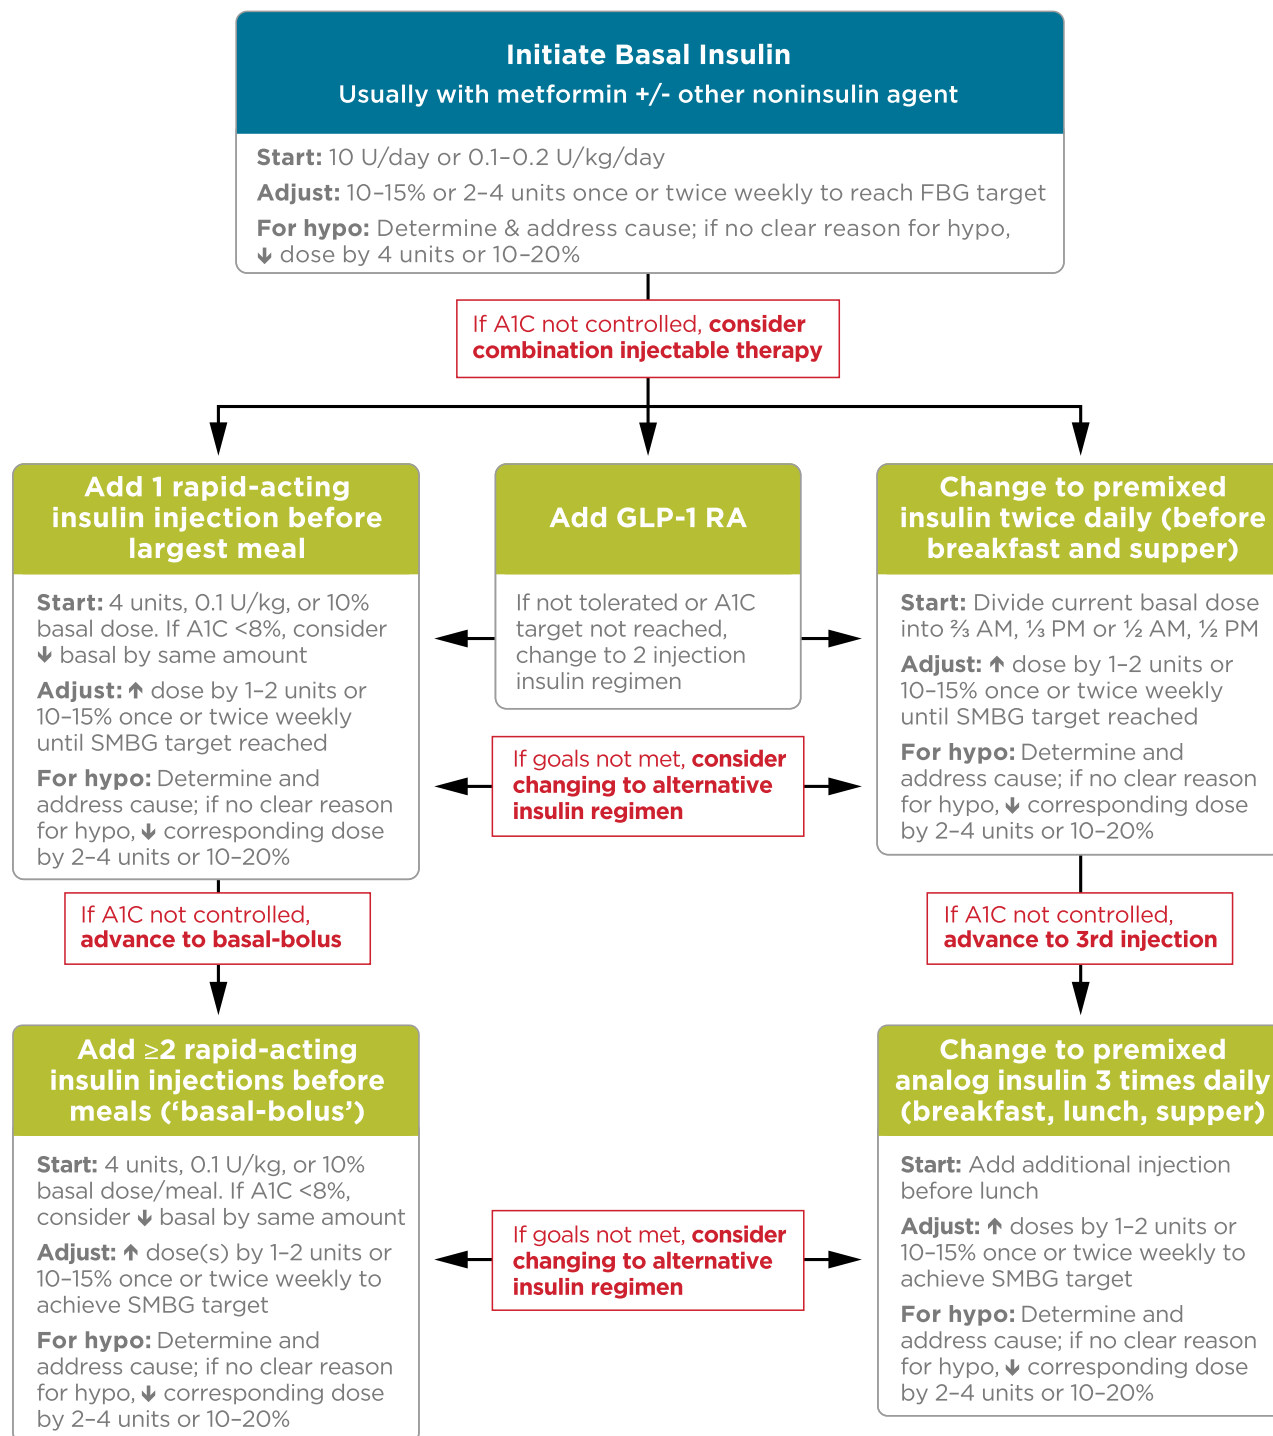 Initiate Basal Insulin
Usually with metformin +/- other noninsulin agent
Start: 10 U/day or 0.1–0.2 U/kg/day
Adjust: 10–15% or 2–4 units once or twice weekly to reach FBG target
For hypo: Determine & address cause; if no clear reason for hypo,
🡫 dose by 4 units or 10–20%
If A1C not controlled, consider
combination injectable therapy
Add 1 rapid-acting
insulin injection before
largest meal
Start: 4 units, 0.1 U/kg, or 10%
basal dose. If A1C <8%, consider
🡫 basal by same amount
Adjust: 🡩 dose by 1–2 units or
10–15% once or twice weekly
until SMBG target reached
For hypo: Determine and
address cause; if no clear reason
for hypo, 🡫 corresponding dose
by 2–4 units or 10–20%
Add GLP-1 RA
If not tolerated or A1C
target not reached,
change to 2 injection
insulin regimen
Change to premixed
insulin twice daily (before
breakfast and supper)
Start: Divide current basal dose
into ⅔ AM, ⅓ PM or ½ AM, ½ PM
Adjust: 🡩 dose by 1–2 units or
10–15% once or twice weekly
until SMBG target reached
For hypo: Determine and
address cause; if no clear reason
for hypo, 🡫 corresponding dose
by 2–4 units or 10–20%
If goals not met, consider
changing to alternative
insulin regimen
If A1C not controlled,
advance to basal-bolus
If A1C not controlled,
advance to 3rd injection
Add ≥2 rapid-acting
insulin injections before
meals (‘basal-bolus’)
Start: 4 units, 0.1 U/kg, or 10%
basal dose/meal. If A1C <8%,
consider 🡫 basal by same amount
Adjust: 🡩 dose(s) by 1–2 units or
10–15% once or twice weekly to
achieve SMBG target
For hypo: Determine and
address cause; if no clear reason
for hypo, 🡫 corresponding dose
by 2–4 units or 10–20%
If goals not met, consider
changing to alternative
insulin regimen
Change to premixed
analog insulin 3 times daily
(breakfast, lunch, supper)
Start: Add additional injection
before lunch
Adjust: 🡩 doses by 1–2 units or
10–15% once or twice weekly to
achieve SMBG target
For hypo: Determine and
address cause; if no clear reason
for hypo, 🡫 corresponding dose
by 2–4 units or 10–20%